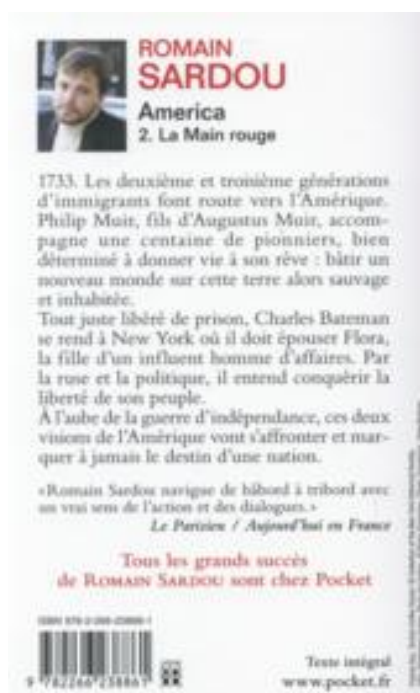 ROMAIN
SARDOU
America
2. La Main rouge
1733. Les deuxième et troisième générations
d'immigrants font route vers l'Amérique.
Philip Muir, fils d'Augustus Muir, accom-
pagne une centaine de pionniers, bien
déterminé à donner vie à son rêve : bâtir un
nouveau monde sur cette terre alors sauvage
et inhabitée.
Tout juste libéré de prison, Charles Bateman
se rend à New York où il doit épouser Flora,
la fille d'un influent homme d'affaires. Par
la ruse et la politique, il entend conquérir la
liberté de son peuple.
À l'aube de la guerre d'indépendance, ces deux
visions de l'Amérique vont s'affronter et mar-
quer à jamais le destin d'une nation.
«Romain Sardou navigue de bâbord à tribord avec
un vrai sens de l'action et des dialogues.»
Le Parisien / Aujourd'hui en France
Tous les grands succès
de ROMAIN SARDOU sont chez Pocket
9 782266 238861
Texte intégral
www.pocket.fr